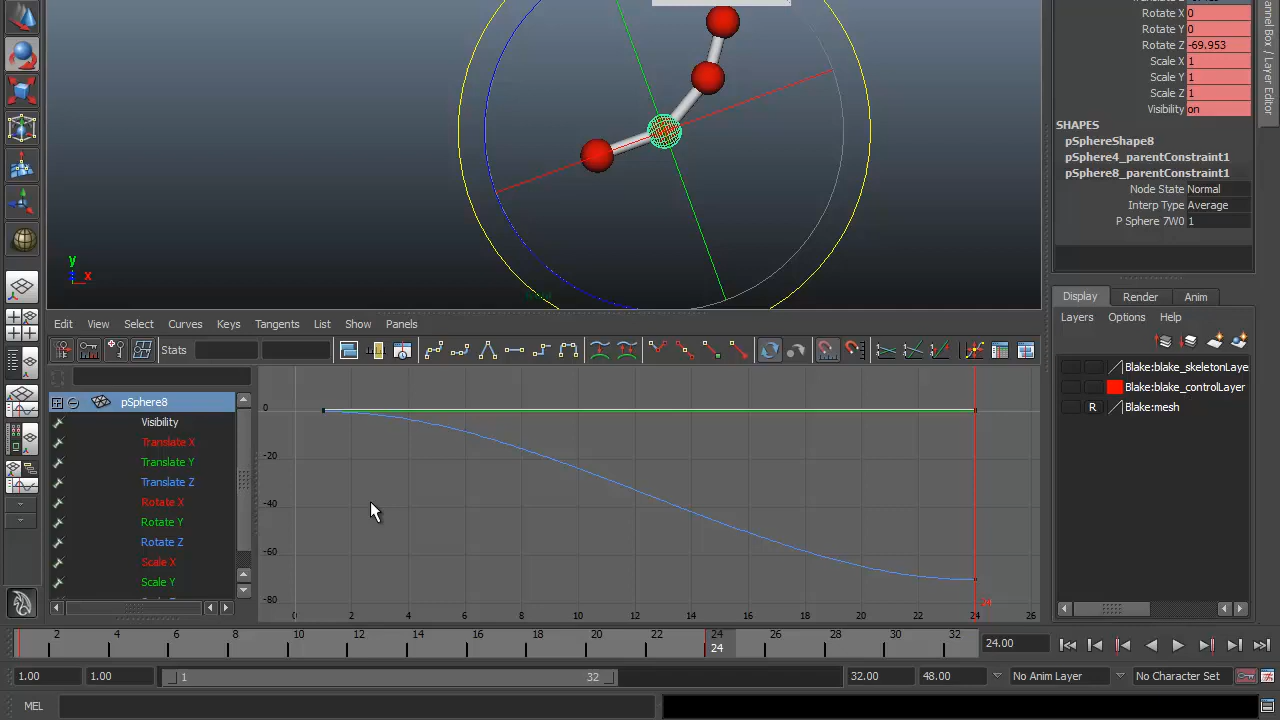 Rotate X 0
Rotate Y 0
Rotate Z -69.953
Scale X 1
Scale Y 1
Scale Z 1
Visibility on
SHAPES
pSphereShape8
pSphere4_parentConstraint1
pSphere8_parentConstraint1
Node State Normal
Interp Type Average
P Sphere 7W0 1
Channel Box / Layer Editor
y
x
Display Render Anim
Layers Options Help
Blake:blake_skeletonLaye
Blake:blake_controlLayer
R Blake:mesh
Edit View Select Curves Keys Tangents List Show Panels
Stats
pSphere8
Visibility
Translate X
Translate Y
Translate Z
Rotate X
Rotate Y
Rotate Z
Scale X
Scale Y
0
-20
-40
-60
-80
0 2 4 6 8 10 12 14 16 18 20 22 24 26
24
2 4 6 8 10 12 14 16 18 20 22 24 26 28 30 32
24
24.00
1.00 1.00 1 32 32.00 48.00 No Anim Layer No Character Set
MEL